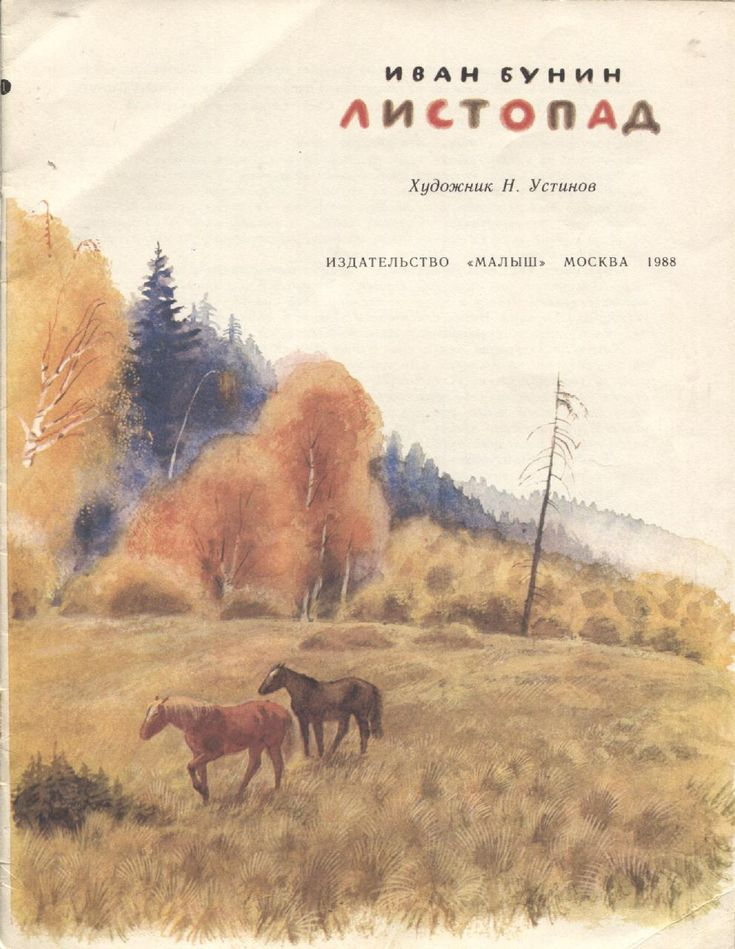 ИВАН БУНИН
ЛИСТОПАД
Художник Н. Устинов
ИЗДАТЕЛЬСТВО «МАЛЫШ» МОСКВА 1988